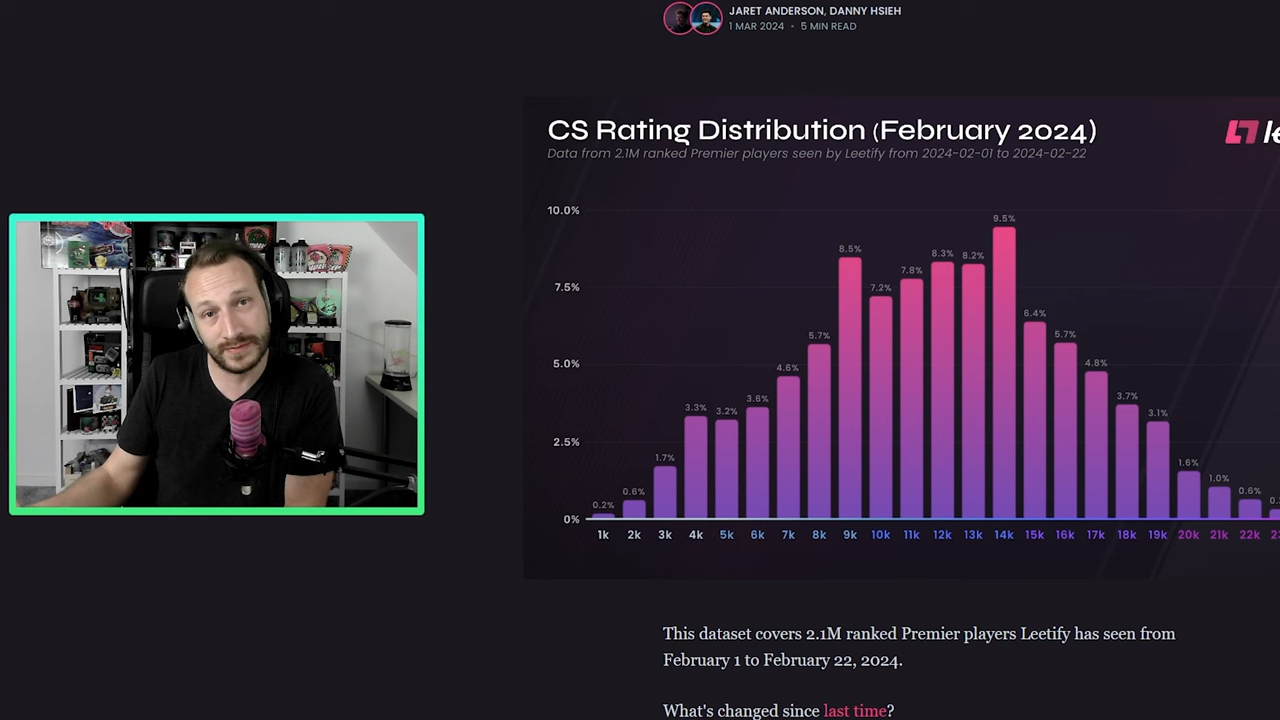 JARET ANDERSON, DANNY HSIEH
1 MAR 2024 • 5 MIN READ
CS Rating Distribution (February 2024)
Data from 2.1M ranked Premier players seen by Leetify from 2024-02-01 to 2024-02-22
le
10.0%
7.5%
5.0%
2.5%
0%
0.2% 0.6% 1.7% 3.3% 3.2% 3.6% 4.6% 5.7% 8.5% 7.2% 7.8% 8.3% 8.2% 9.5% 6.4% 5.7% 4.8% 3.7% 3.1% 1.6% 1.0% 0.6%
1k 2k 3k 4k 5k 6k 7k 8k 9k 10k 11k 12k 13k 14k 15k 16k 17k 18k 19k 20k 21k 22k
This dataset covers 2.1M ranked Premier players Leetify has seen from
February 1 to February 22, 2024.
What's changed since last time?